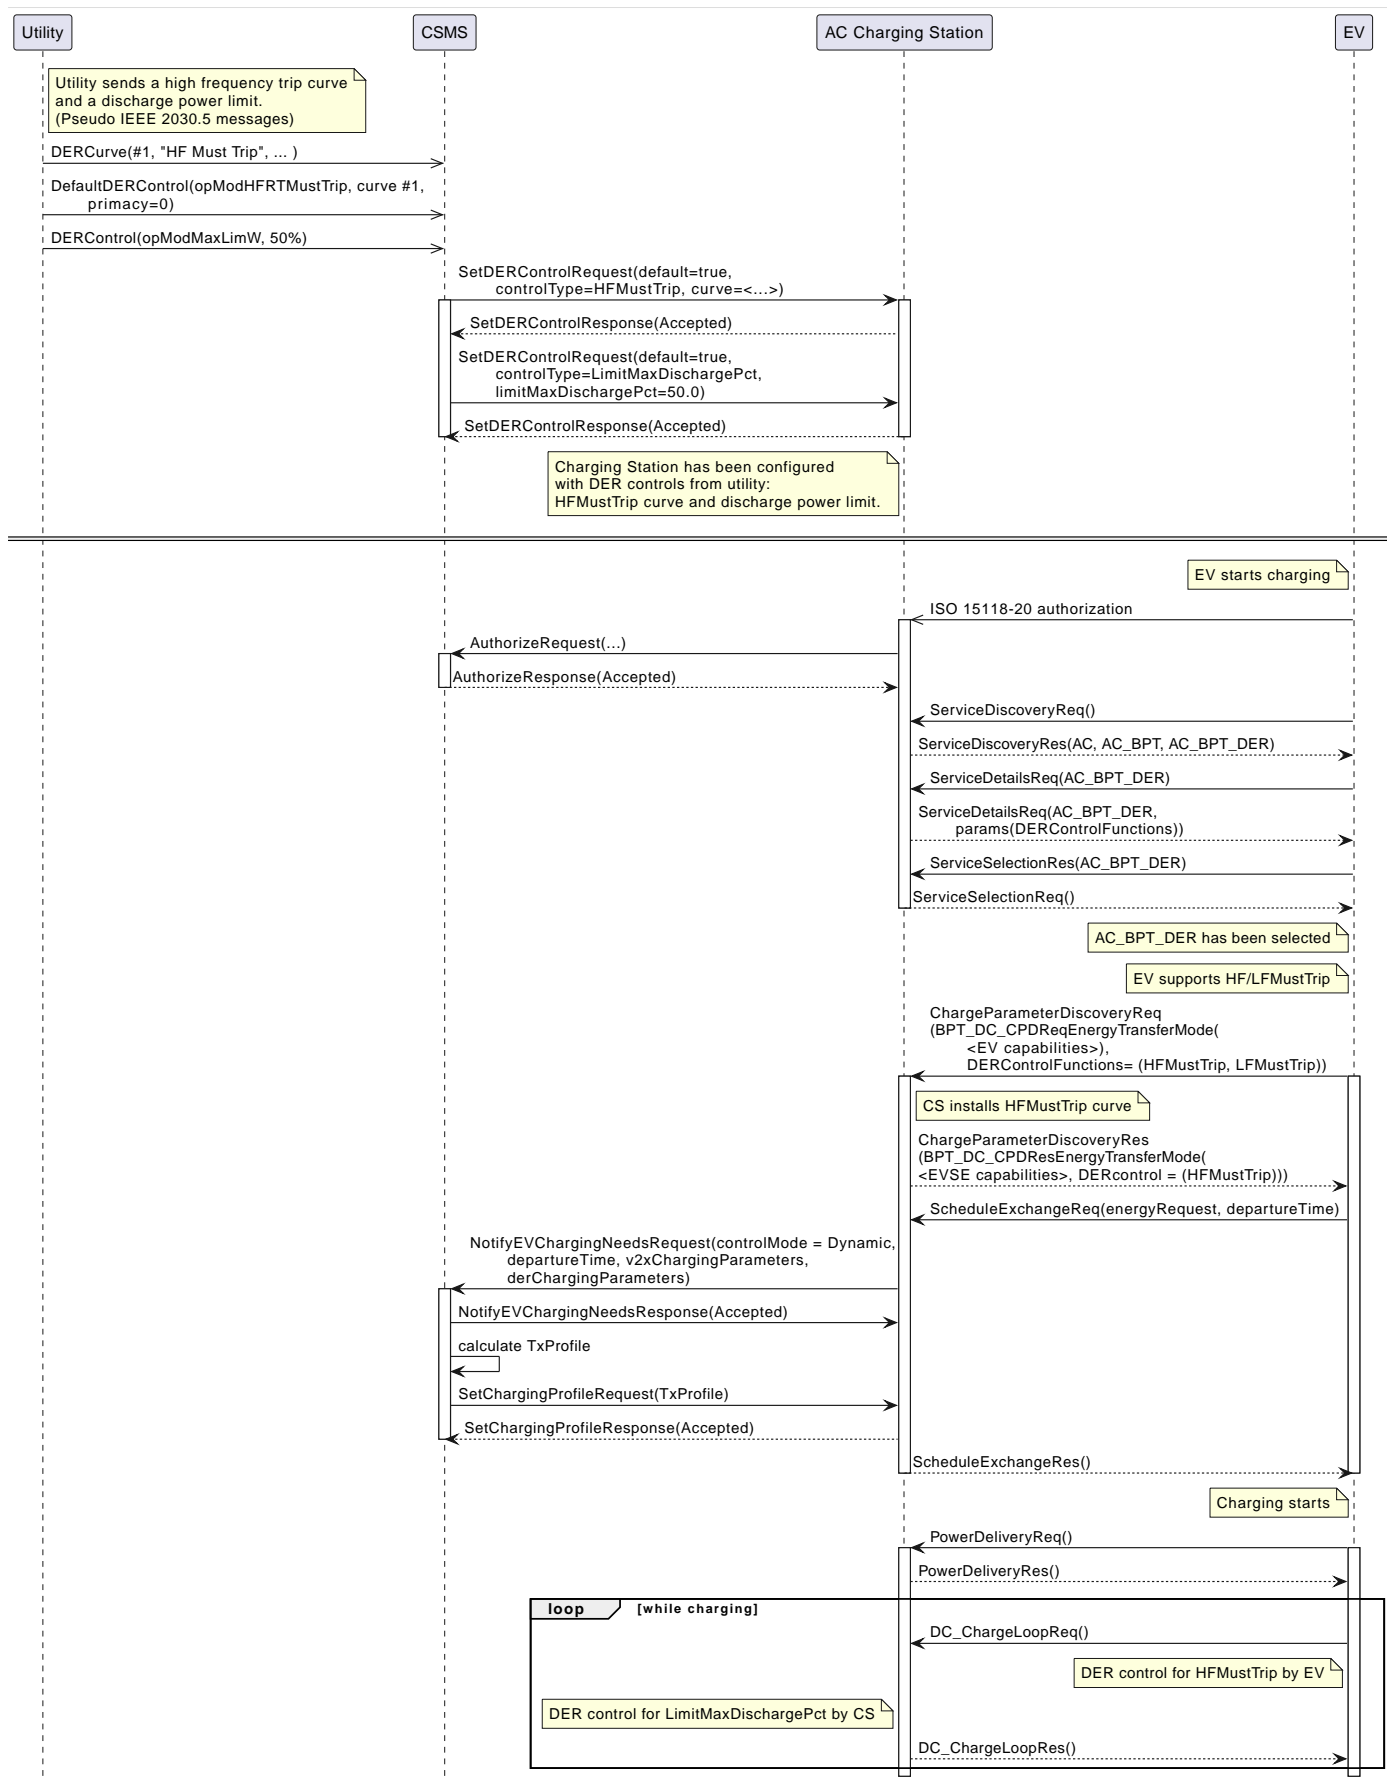 Utility
CSMS
AC Charging Station
EV
Utility sends a high frequency trip curve
and a discharge power limit.
(Pseudo IEEE 2030.5 messages)
DERCurve(#1, "HF Must Trip", ... )
DefaultDERControl(opModHFRTMustTrip, curve #1,
primacy=0)
DERControl(opModMaxLimW, 50%)
SetDERControlRequest(default=true,
controlType=HFMustTrip, curve=<...>)
SetDERControlResponse(Accepted)
SetDERControlRequest(default=true,
controlType=LimitMaxDischargePct,
limitMaxDischargePct=50.0)
SetDERControlResponse(Accepted)
Charging Station has been configured
with DER controls from utility:
HFMustTrip curve and discharge power limit.
EV starts charging
ISO 15118-20 authorization
AuthorizeRequest(...)
AuthorizeResponse(Accepted)
ServiceDiscoveryReq()
ServiceDiscoveryRes(AC, AC_BPT, AC_BPT_DER)
ServiceDetailsReq(AC_BPT_DER)
ServiceDetailsReq(AC_BPT_DER,
params(DERControlFunctions))
ServiceSelectionRes(AC_BPT_DER)
ServiceSelectionReq()
AC_BPT_DER has been selected
EV supports HF/LFMustTrip
ChargeParameterDiscoveryReq
(BPT_DC_CPDReqEnergyTransferMode(
<EV capabilities>),
DERControlFunctions= (HFMustTrip, LFMustTrip))
CS installs HFMustTrip curve
ChargeParameterDiscoveryRes
(BPT_DC_CPDResEnergyTransferMode(
<EVSE capabilities>, DERcontrol = (HFMustTrip)))
ScheduleExchangeReq(energyRequest, departureTime)
NotifyEVChargingNeedsRequest(controlMode = Dynamic,
departureTime, v2xChargingParameters,
derChargingParameters)
NotifyEVChargingNeedsResponse(Accepted)
calculate TxProfile
SetChargingProfileRequest(TxProfile)
SetChargingProfileResponse(Accepted)
ScheduleExchangeRes()
Charging starts
PowerDeliveryReq()
PowerDeliveryRes()
loop
[while charging]
DC_ChargeLoopReq()
DER control for HFMustTrip by EV
DER control for LimitMaxDischargePct by CS
DC_ChargeLoopRes()